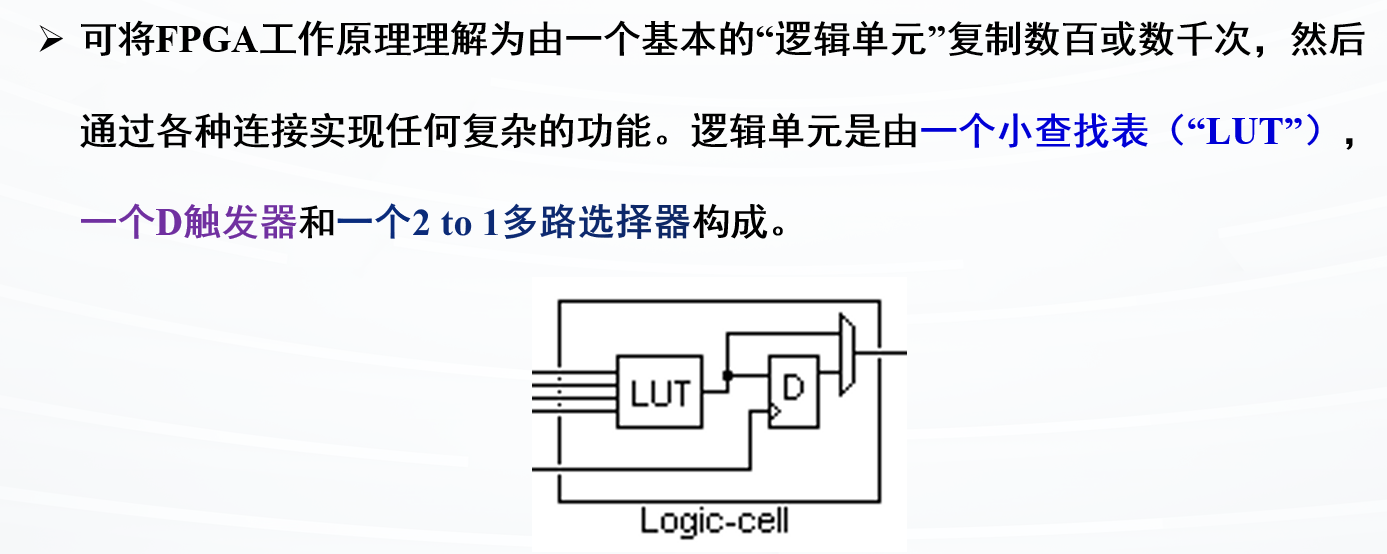 ➢ 可将FPGA工作原理理解为由一个基本的“逻辑单元”复制数百或数千次，然后
通过各种连接实现任何复杂的功能。逻辑单元是由一个小查找表（“LUT”），
一个D触发器和一个2 to 1多路选择器构成。
LUT
D
Logic-cell